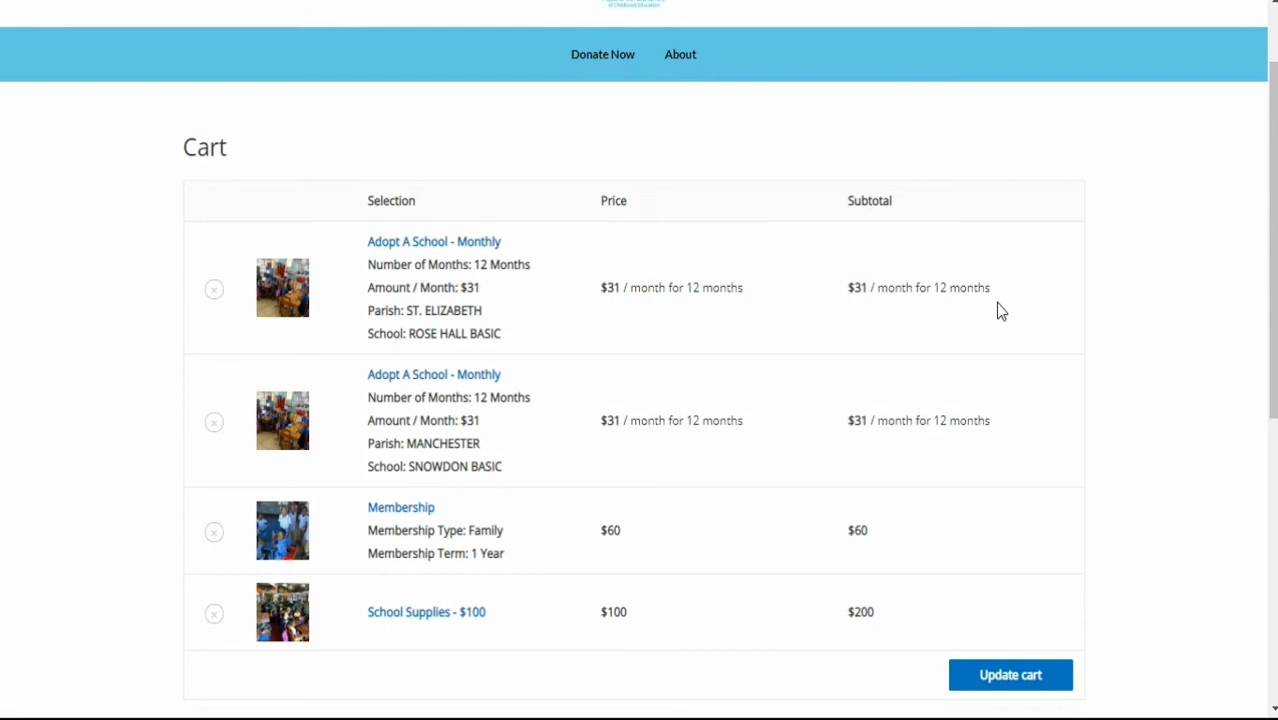 of Childhood Education
Donate Now About
Cart
Selection Price Subtotal
Adopt A School - Monthly
Number of Months: 12 Months
Amount / Month: $31
Parish: ST. ELIZABETH
School: ROSE HALL BASIC
$31 / month for 12 months
$31 / month for 12 months
Adopt A School - Monthly
Number of Months: 12 Months
Amount / Month: $31
Parish: MANCHESTER
School: SNOWDON BASIC
$31 / month for 12 months
$31 / month for 12 months
Membership
Membership Type: Family
Membership Term: 1 Year
$60
$60
School Supplies - $100
$100
$200
Update cart